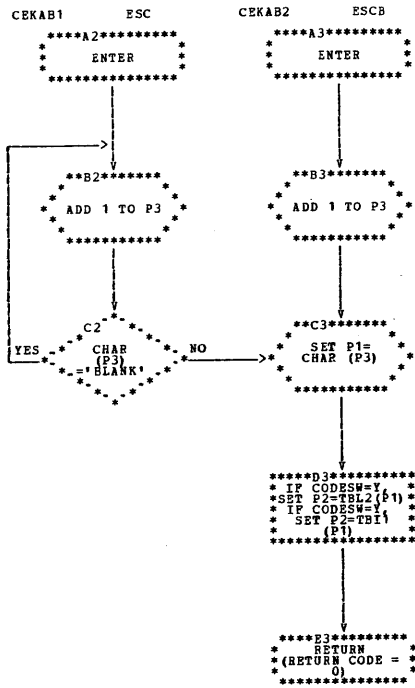 CEKAB1 ESC CEKAB2 ESCB
A2 A3
ENTER ENTER
B2 B3
ADD 1 TO P3 ADD 1 TO P3
C2 C3
YES CHAR (P3) ='BLANK' NO SET P1= CHAR (P3)
D3
IF CODESW=Y,
SET P2=TBL2(P1)
IF CODESW=Y,
SET P2=TBI1
(P1)
E3
RETURN
(RETURN CODE =
0)